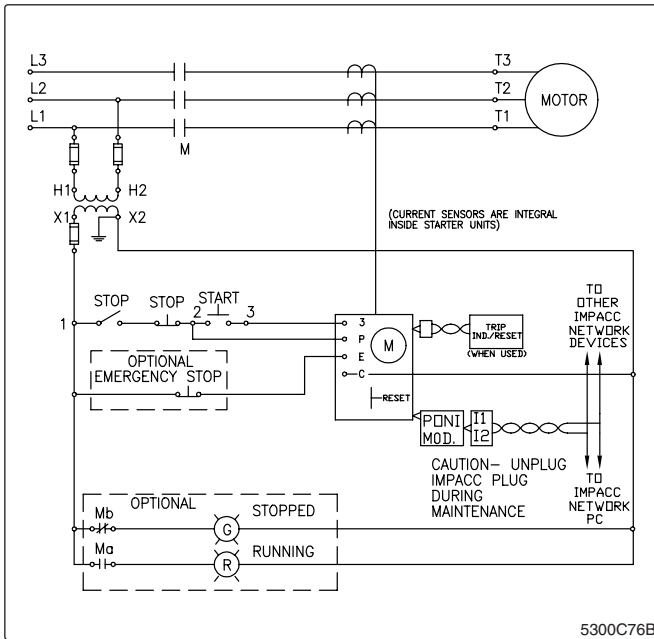 L3
T3
L2
T2
MOTOR
L1
T1
M
H1
H2
X1
X2
(CURRENT SENSORS ARE INTEGRAL
INSIDE STARTER UNITS)
1
STOP
STOP
2
START
3
3
P
E
C
M
RESET
TRIP
IND./RESET
(WHEN USED)
TO
OTHER
IMPACC
NETWORK
DEVICES
OPTIONAL
EMERGENCY STOP
PONI
MOD.
I1
I2
CAUTION- UNPLUG
IMPACC PLUG
DURING
MAINTENANCE
TO
IMPACC
NETWORK
PC
OPTIONAL
Mb
G
STOPPED
Ma
R
RUNNING
5300C76B